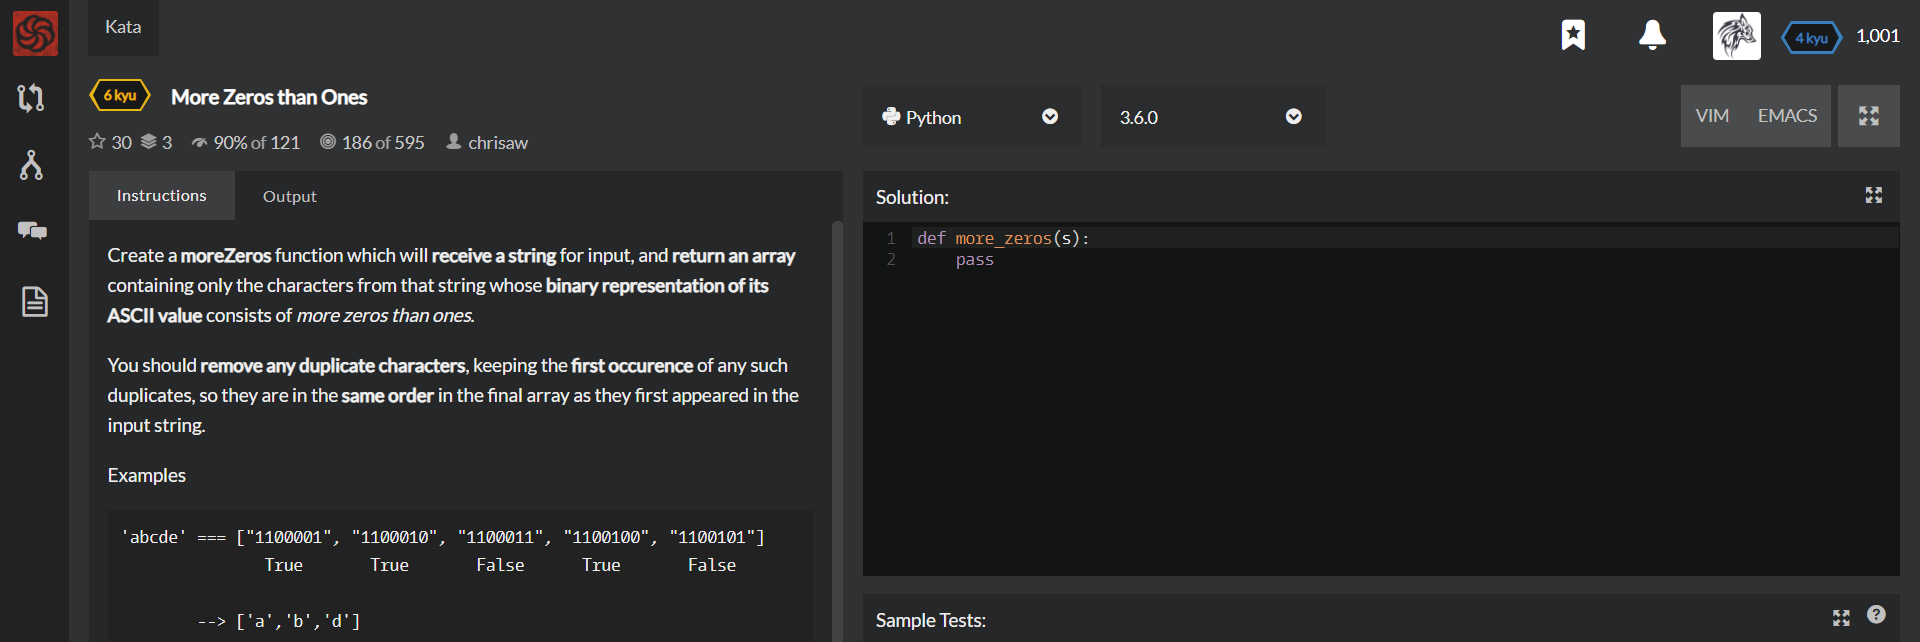 Kata
4 kyu 1,001
6 kyu More Zeros than Ones
30 3 90% of 121 186 of 595 chrisaw
Python
3.6.0
VIM EMACS
Instructions Output
Create a moreZeros function which will receive a string for input, and return an array
containing only the characters from that string whose binary representation of its
ASCII value consists of more zeros than ones.
You should remove any duplicate characters, keeping the first occurence of any such
duplicates, so they are in the same order in the final array as they first appeared in the
input string.
Examples
'abcde' === ["1100001", "1100010", "1100011", "1100100", "1100101"]
True True False True False
--> ['a','b','d']
Solution:
1 def more_zeros(s):
2 pass
Sample Tests:
?